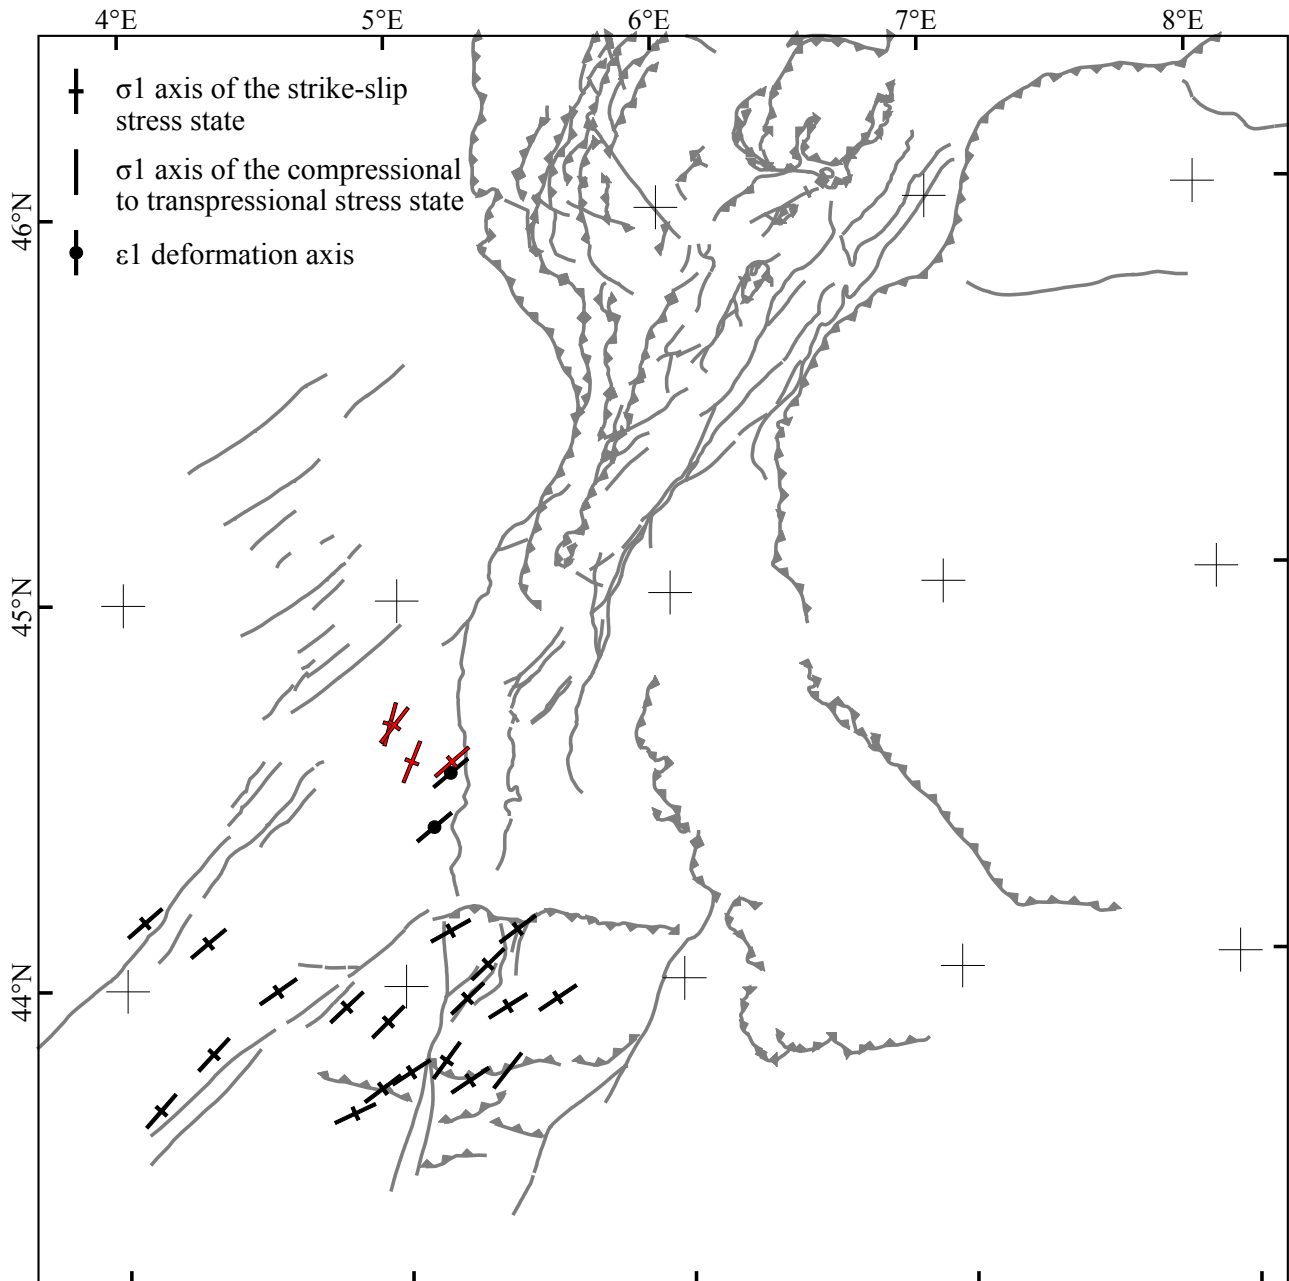 4°E 5°E 6°E 7°E 8°E
σ1 axis of the strike-slip
stress state
σ1 axis of the compressional
to transpressional stress state
ε1 deformation axis
46°N
45°N
44°N